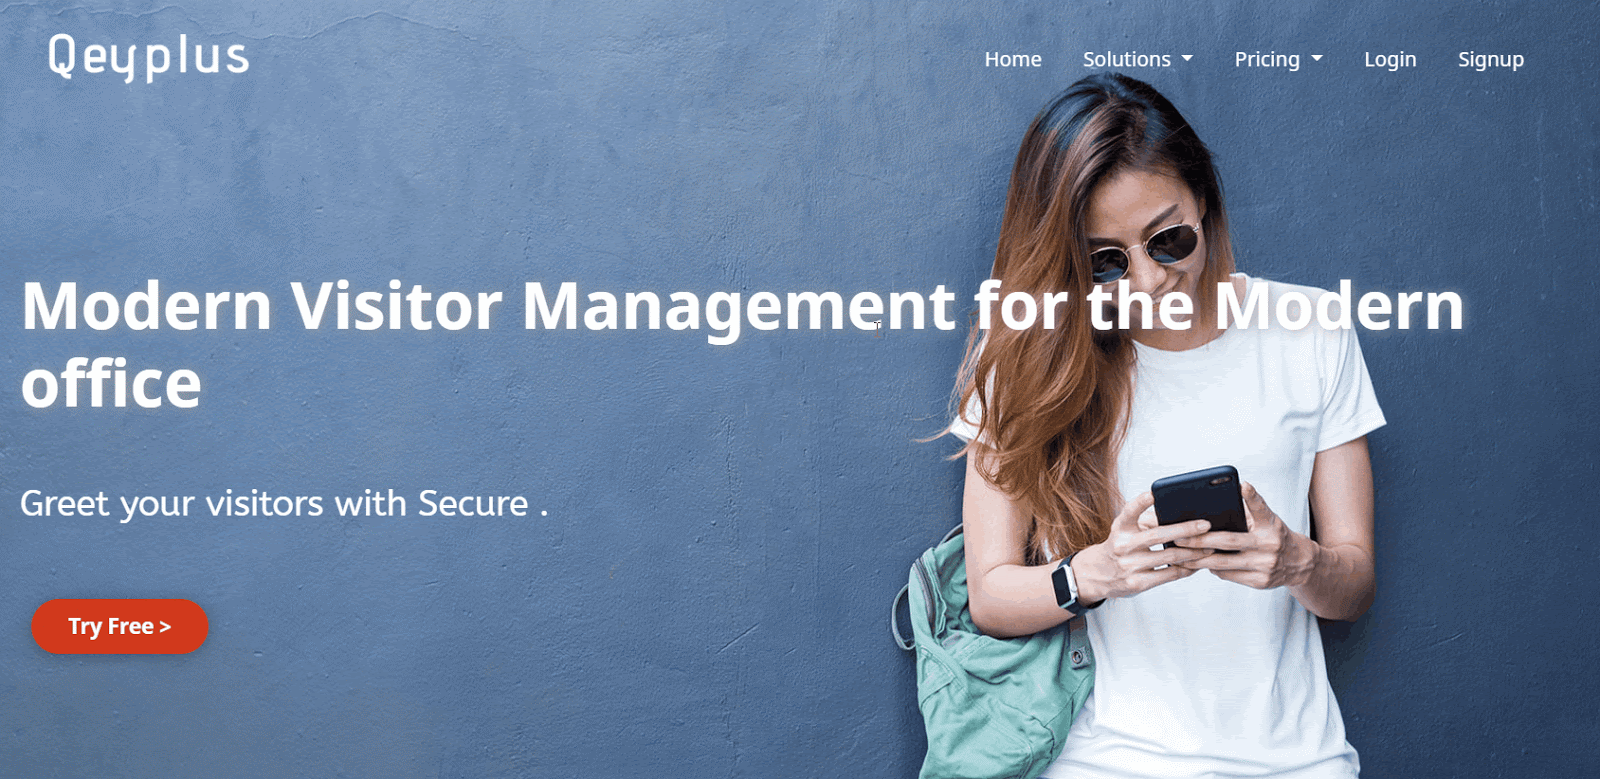 Qeyplus
Home Solutions Pricing Login Signup
Modern Visitor Management for the Modern
office
Greet your visitors with Secure .
Try Free >